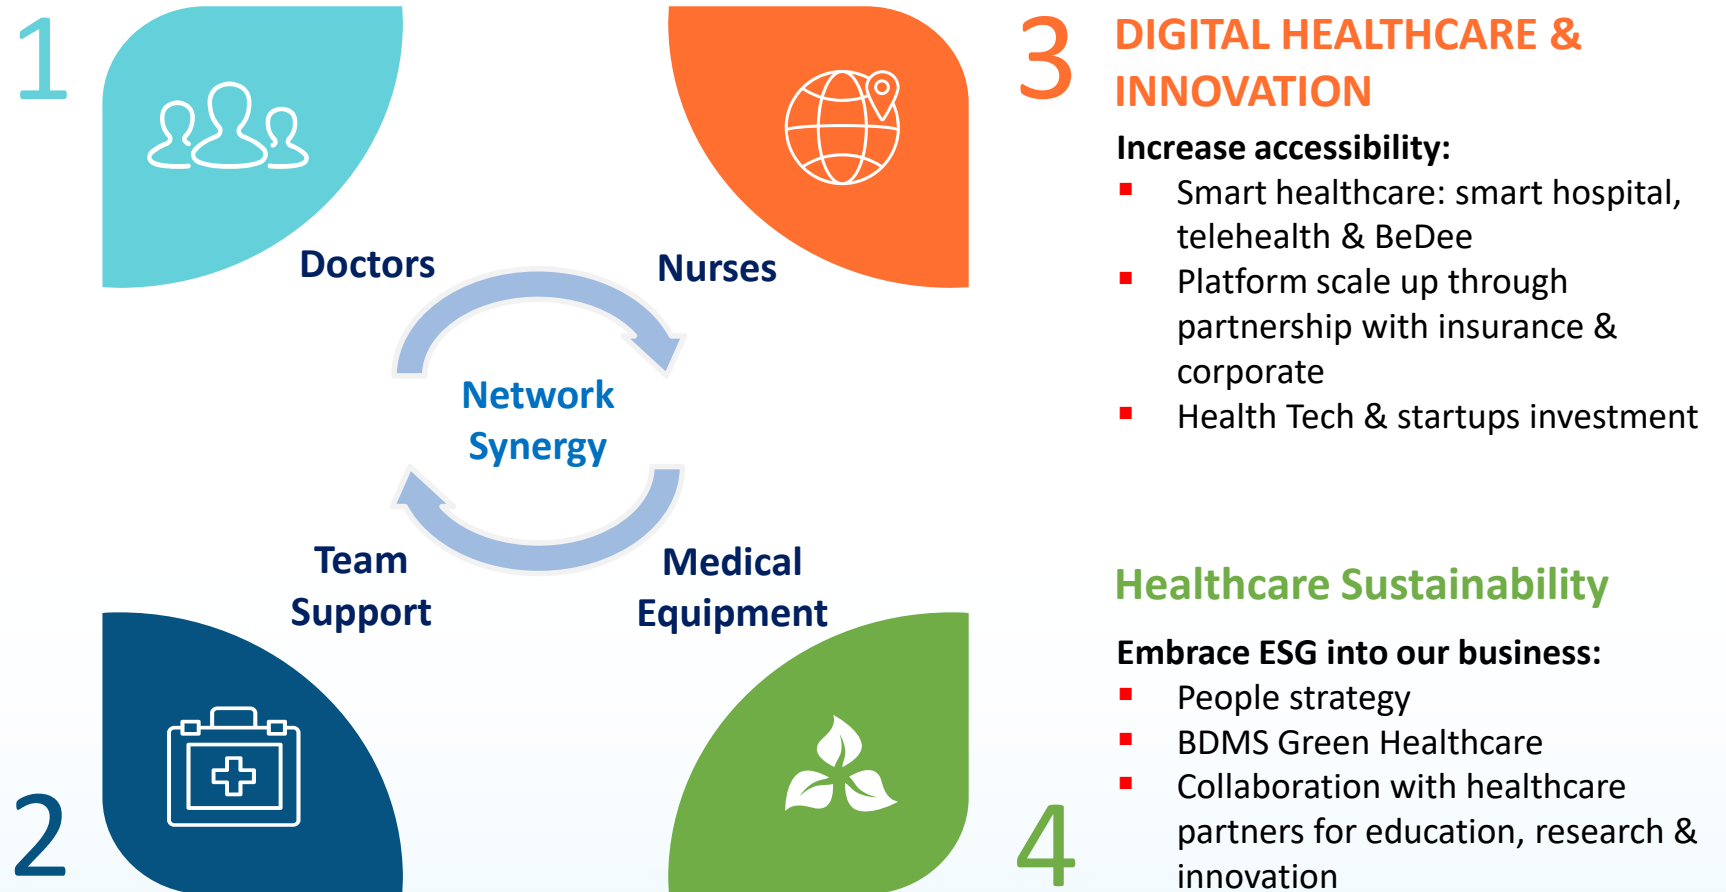 1
Doctors
Nurses
Network
Synergy
Team
Support
Medical
Equipment
2
3
DIGITAL HEALTHCARE &
INNOVATION
Increase accessibility:
Smart healthcare: smart hospital,
telehealth & BeDee
Platform scale up through
partnership with insurance &
corporate
Health Tech & startups investment
4
Healthcare Sustainability
Embrace ESG into our business:
People strategy
BDMS Green Healthcare
Collaboration with healthcare
partners for education, research &
innovation